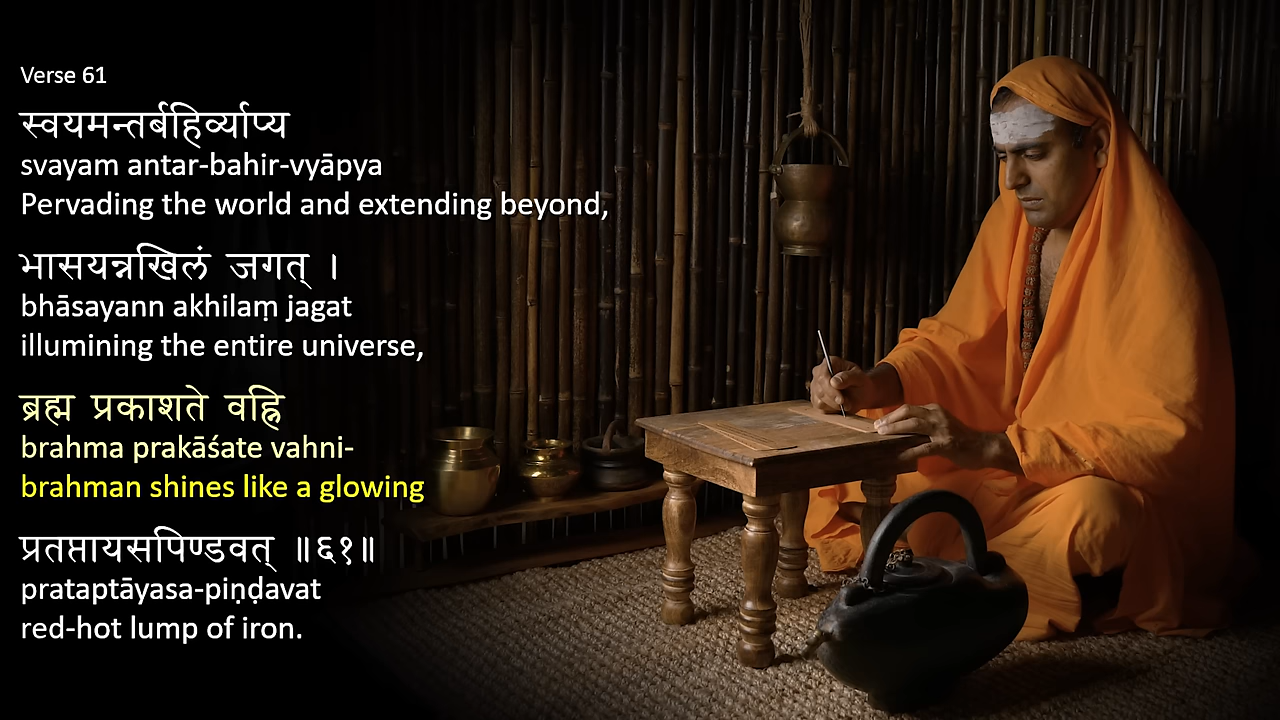 Verse 61
स्वयमन्तर्बहिर्व्याप्य
svayam antar-bahir-vyāpya
Pervading the world and extending beyond,
भासयन्नखिलं जगत् ।
bhāsayann akhilaṃ jagat
illumining the entire universe,
ब्रह्म प्रकाशते वह्नि
brahma prakāśate vahni-
brahman shines like a glowing
प्रतप्तायसपिण्डवत् ॥६१॥
prataptāyasa-piṇḍavat
red-hot lump of iron.